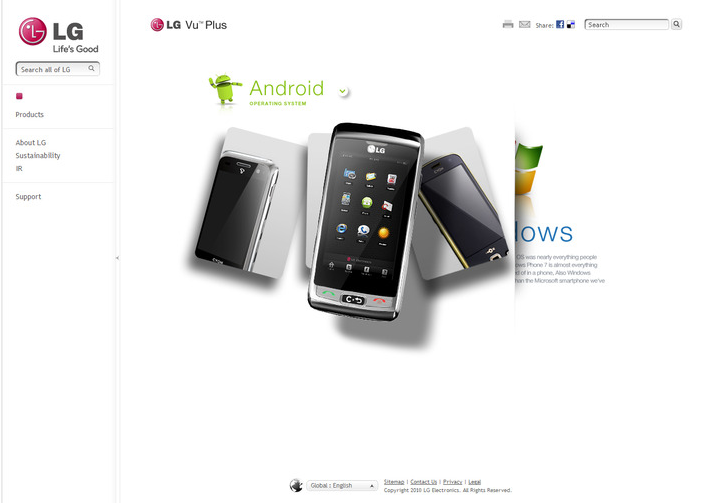 LG
Life's Good
Search all of LG
Products
About LG
Sustainability
IR
Support
LG Vu™ Plus
Share:
Search
Android
OPERATING SYSTEM
LG
lows
OS was nearly everything people
ows Phone 7 is almost everything
ed of in a phone, Also Windows
than the Microsoft smartphone we've
Global : English
Sitemap | Contact Us | Privacy | Legal
Copyright 2010 LG Electronics. All Rights Reserved.